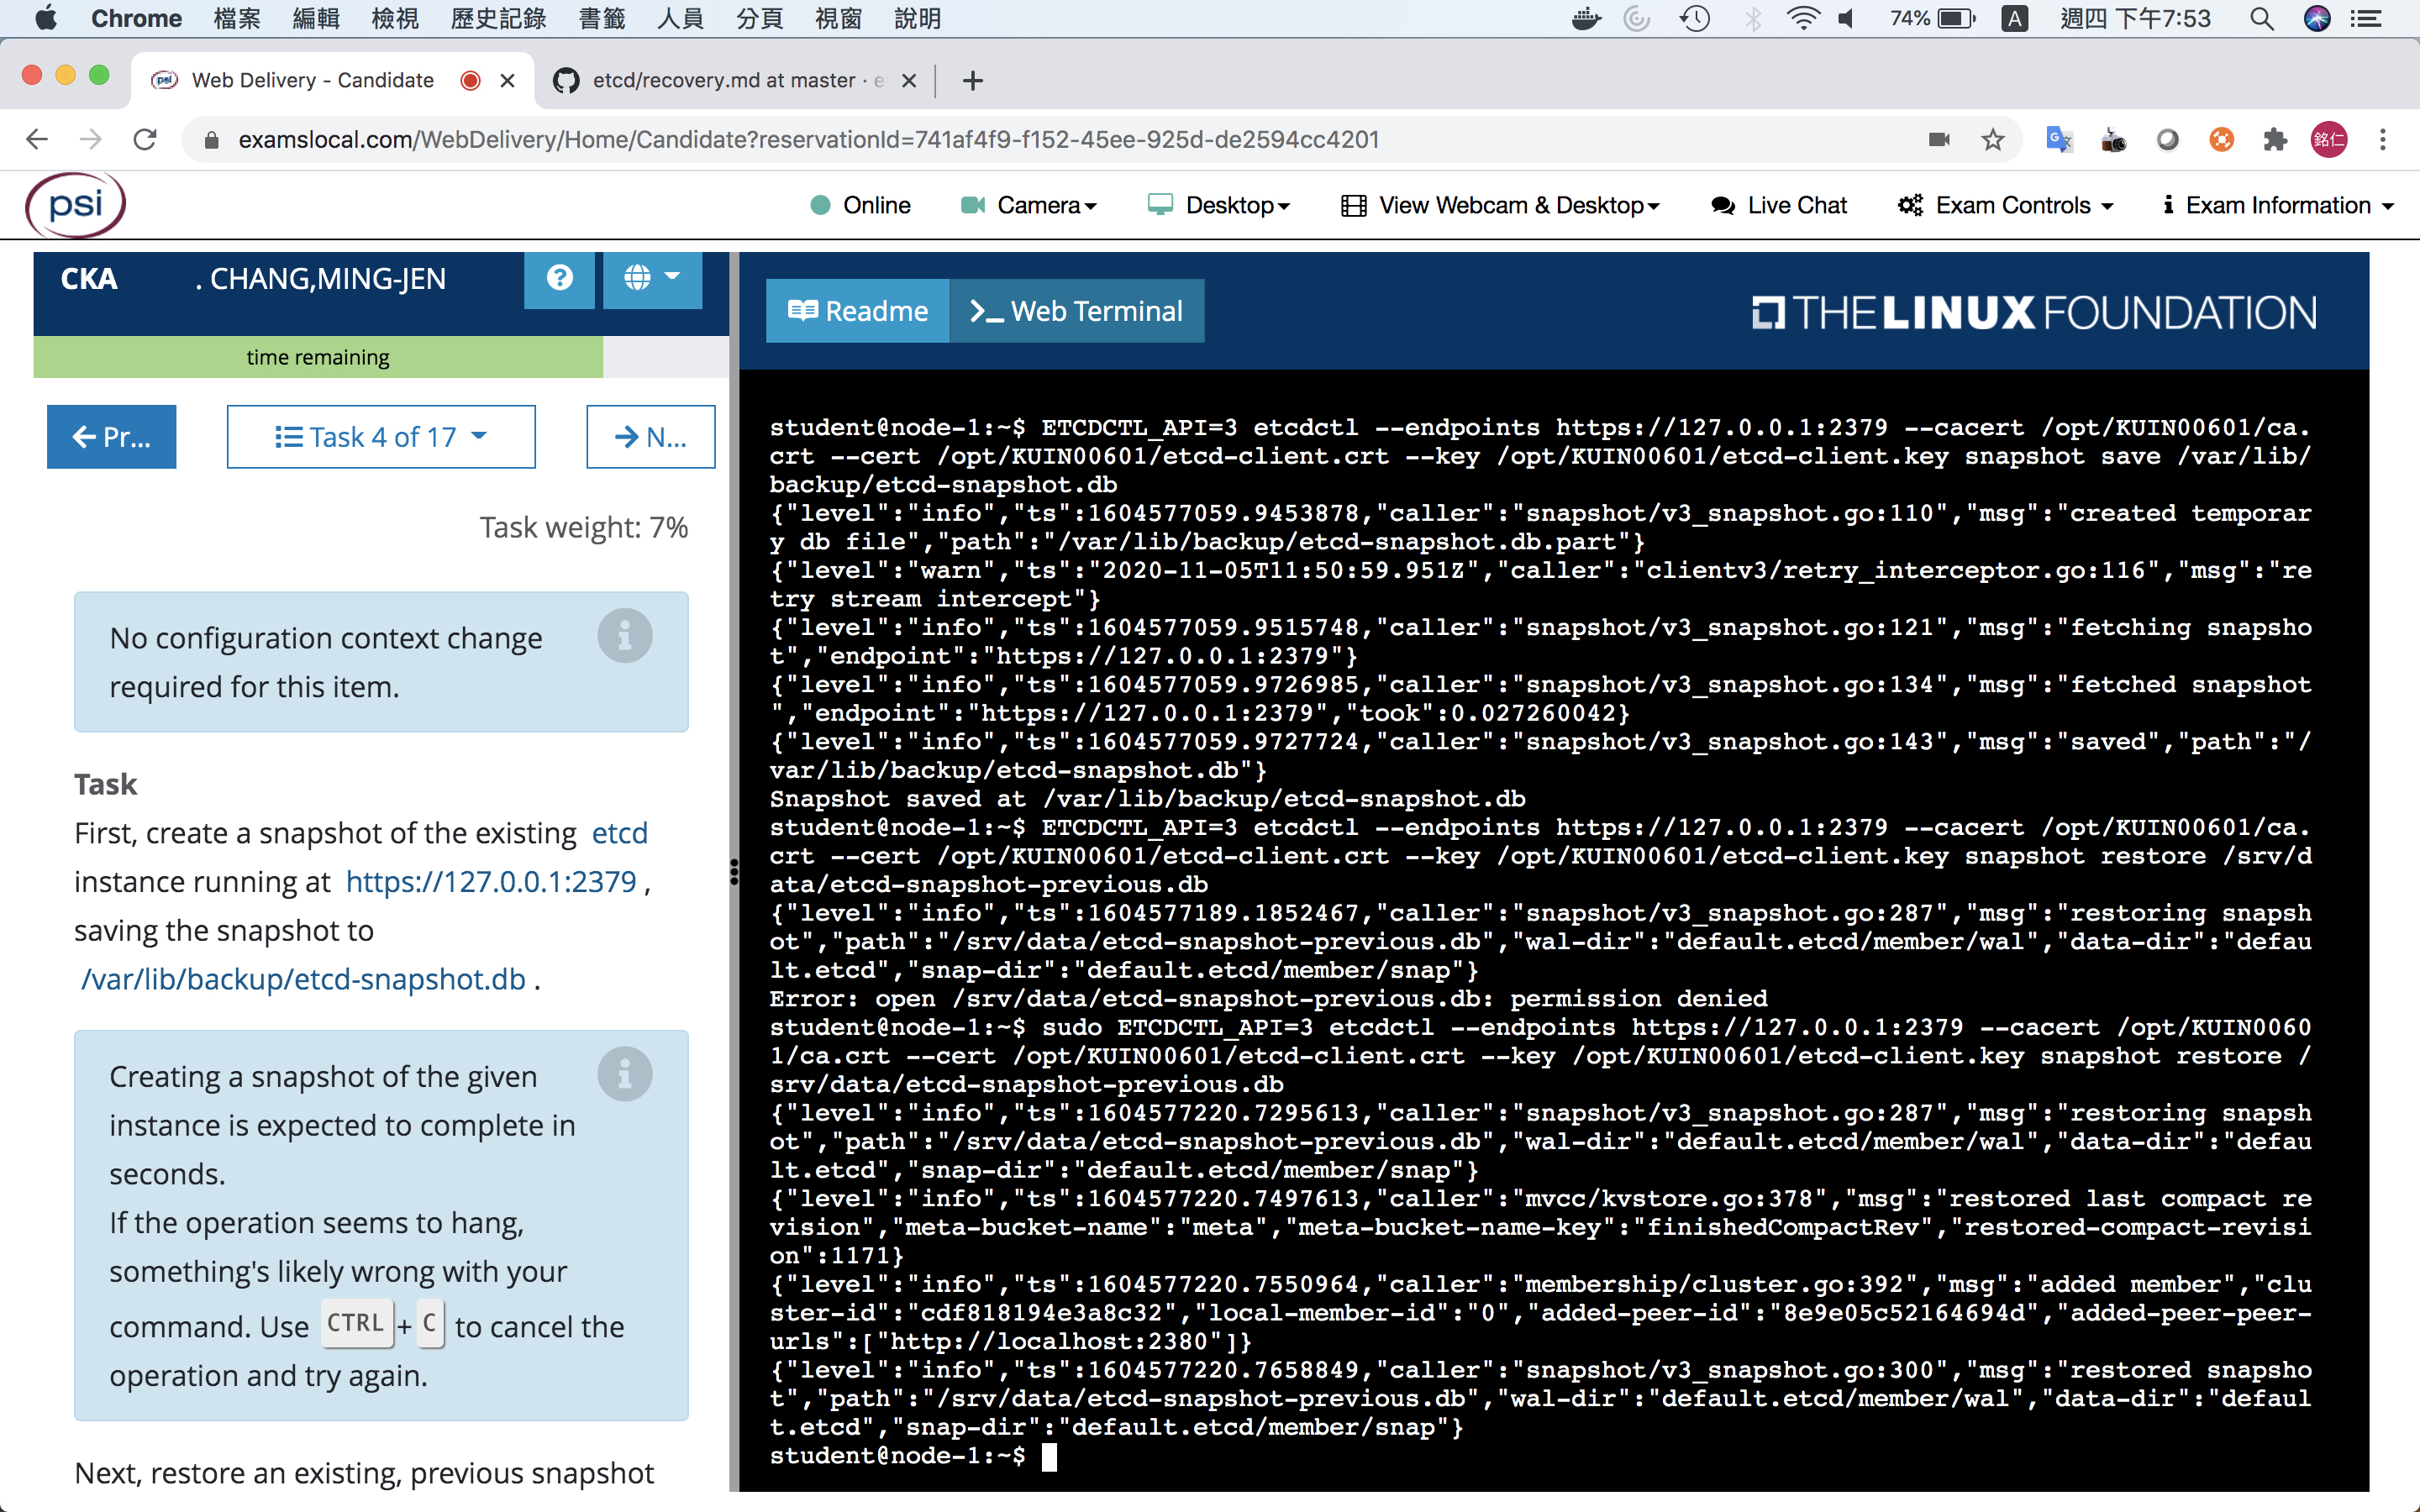 Chrome 檔案 編輯 檢視 歷史記錄 書籤 人員 分頁 視窗 說明 74% A 週四 下午7:53
psi Web Delivery - Candidate etcd/recovery.md at master · e
examslocal.com/WebDelivery/Home/Candidate?reservationId=741af4f9-f152-45ee-925d-de2594cc4201 銘仁
psi Online Camera Desktop View Webcam & Desktop Live Chat Exam Controls Exam Information
CKA . CHANG,MING-JEN
time remaining
Pr... Task 4 of 17 N...
Task weight: 7%
No configuration context change
required for this item.
Task
First, create a snapshot of the existing etcd
instance running at https://127.0.0.1:2379 ,
saving the snapshot to
/var/lib/backup/etcd-snapshot.db .
Creating a snapshot of the given
instance is expected to complete in
seconds.
If the operation seems to hang,
something's likely wrong with your
command. Use CTRL + C to cancel the
operation and try again.
Next, restore an existing, previous snapshot
Readme >_ Web Terminal THE LINUX FOUNDATION
student@node-1:~$ ETCDCTL_API=3 etcdctl --endpoints https://127.0.0.1:2379 --cacert /opt/KUIN00601/ca.
crt --cert /opt/KUIN00601/etcd-client.crt --key /opt/KUIN00601/etcd-client.key snapshot save /var/lib/
backup/etcd-snapshot.db
{"level":"info","ts":1604577059.9453878,"caller":"snapshot/v3_snapshot.go:110","msg":"created temporar
y db file","path":"/var/lib/backup/etcd-snapshot.db.part"}
{"level":"warn","ts":"2020-11-05T11:50:59.951Z","caller":"clientv3/retry_interceptor.go:116","msg":"re
try stream intercept"}
{"level":"info","ts":1604577059.9515748,"caller":"snapshot/v3_snapshot.go:121","msg":"fetching snapsho
t","endpoint":"https://127.0.0.1:2379"}
{"level":"info","ts":1604577059.9726985,"caller":"snapshot/v3_snapshot.go:134","msg":"fetched snapshot
","endpoint":"https://127.0.0.1:2379","took":0.027260042}
{"level":"info","ts":1604577059.9727724,"caller":"snapshot/v3_snapshot.go:143","msg":"saved","path":"/
var/lib/backup/etcd-snapshot.db"}
Snapshot saved at /var/lib/backup/etcd-snapshot.db
student@node-1:~$ ETCDCTL_API=3 etcdctl --endpoints https://127.0.0.1:2379 --cacert /opt/KUIN00601/ca.
crt --cert /opt/KUIN00601/etcd-client.crt --key /opt/KUIN00601/etcd-client.key snapshot restore /srv/d
ata/etcd-snapshot-previous.db
{"level":"info","ts":1604577189.1852467,"caller":"snapshot/v3_snapshot.go:287","msg":"restoring snapsh
ot","path":"/srv/data/etcd-snapshot-previous.db","wal-dir":"default.etcd/member/wal","data-dir":"defau
lt.etcd","snap-dir":"default.etcd/member/snap"}
Error: open /srv/data/etcd-snapshot-previous.db: permission denied
student@node-1:~$ sudo ETCDCTL_API=3 etcdctl --endpoints https://127.0.0.1:2379 --cacert /opt/KUIN0060
1/ca.crt --cert /opt/KUIN00601/etcd-client.crt --key /opt/KUIN00601/etcd-client.key snapshot restore /
srv/data/etcd-snapshot-previous.db
{"level":"info","ts":1604577220.7295613,"caller":"snapshot/v3_snapshot.go:287","msg":"restoring snapsh
ot","path":"/srv/data/etcd-snapshot-previous.db","wal-dir":"default.etcd/member/wal","data-dir":"defau
lt.etcd","snap-dir":"default.etcd/member/snap"}
{"level":"info","ts":1604577220.7497613,"caller":"mvcc/kvstore.go:378","msg":"restored last compact re
vision","meta-bucket-name":"meta","meta-bucket-name-key":"finishedCompactRev","restored-compact-revisi
on":1171}
{"level":"info","ts":1604577220.7550964,"caller":"membership/cluster.go:392","msg":"added member","clu
ster-id":"cdf818194e3a8c32","local-member-id":"0","added-peer-id":"8e9e05c52164694d","added-peer-peer-
urls":["http://localhost:2380"]}
{"level":"info","ts":1604577220.7658849,"caller":"snapshot/v3_snapshot.go:300","msg":"restored snapsho
t","path":"/srv/data/etcd-snapshot-previous.db","wal-dir":"default.etcd/member/wal","data-dir":"defaul
t.etcd","snap-dir":"default.etcd/member/snap"}
student@node-1:~$